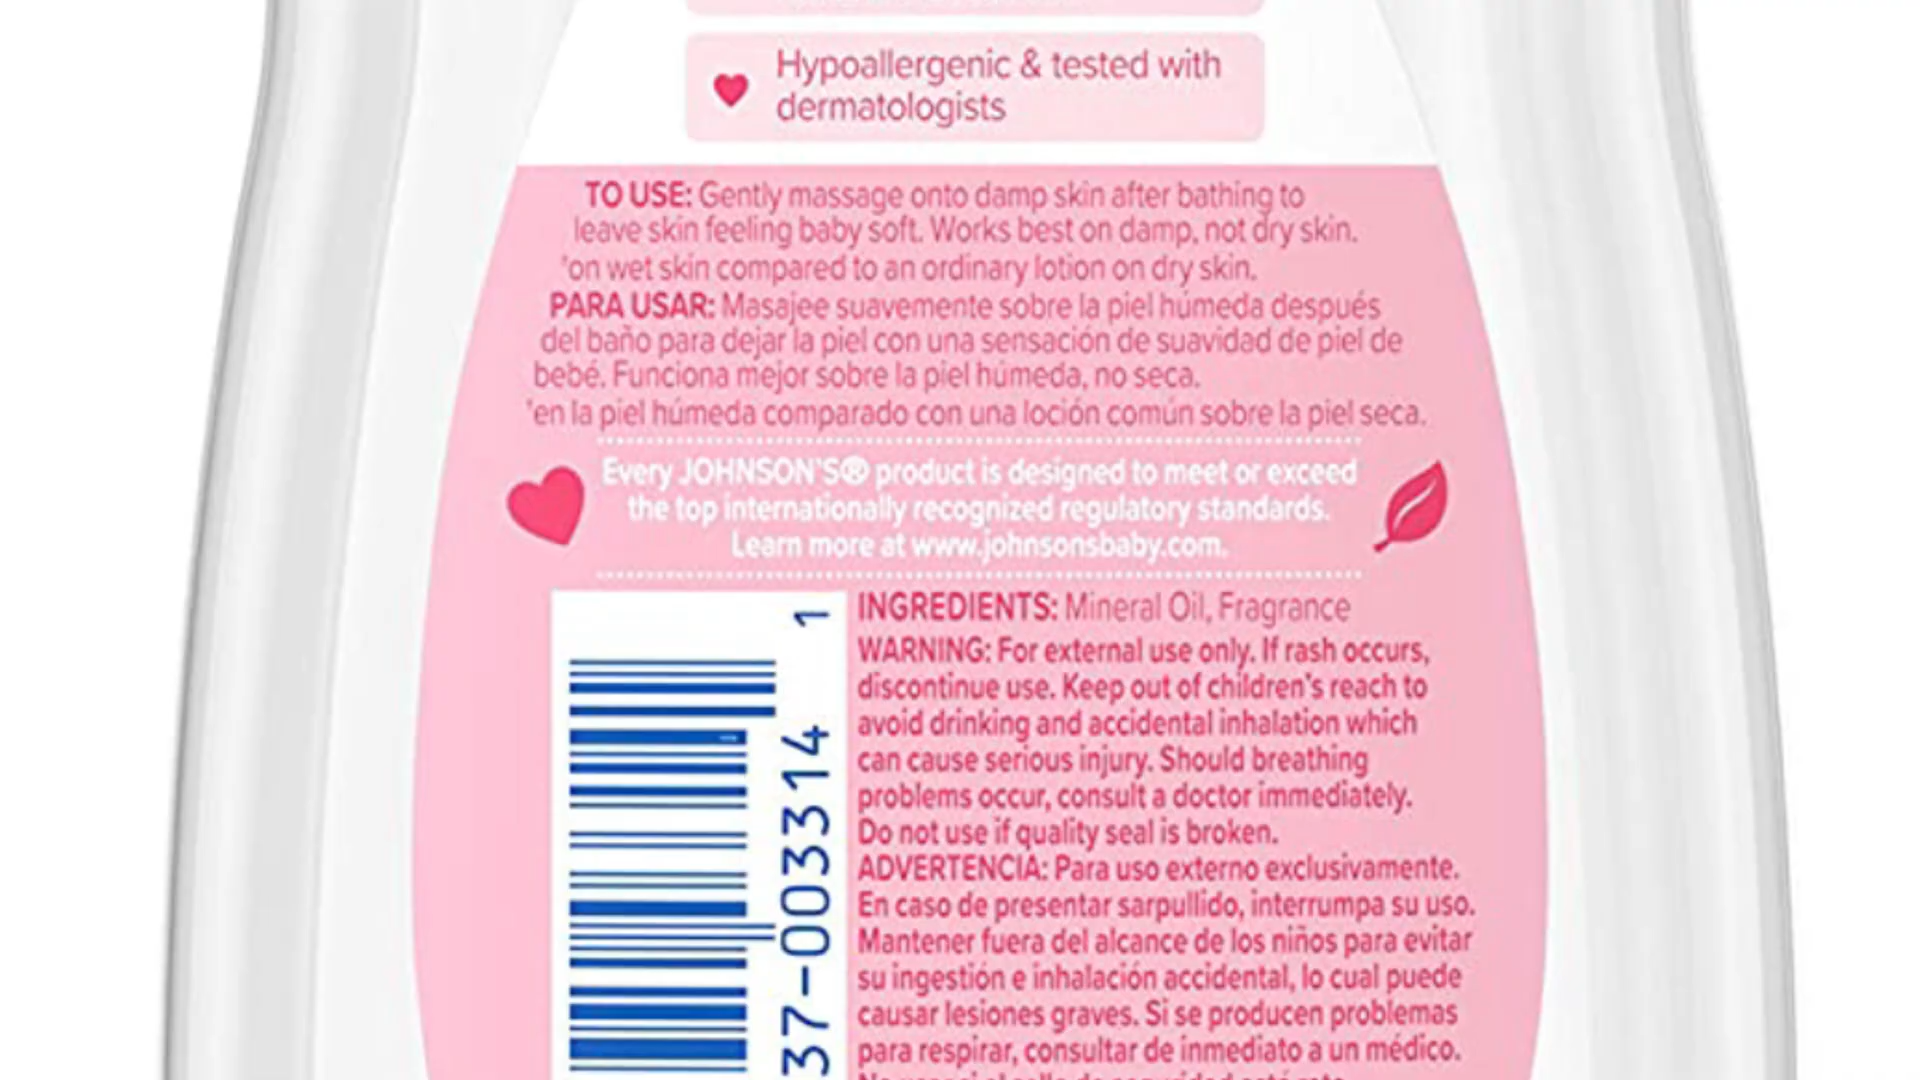 Hypoallergenic & tested with
dermatologists
TO USE: Gently massage onto damp skin after bathing to
leave skin feeling baby soft. Works best on damp, not dry skin.
*on wet skin compared to an ordinary lotion on dry skin.
PARA USAR: Masajee suavemente sobre la piel húmeda después
del baño para dejar la piel con una sensación de suavidad de piel de
bebé. Funciona mejor sobre la piel húmeda, no seca.
*en la piel húmeda comparado con una loción común sobre la piel seca.
Every JOHNSON'S® product is designed to meet or exceed
the top internationally recognized regulatory standards.
Learn more at www.johnsonsbaby.com.
37-003314 1
INGREDIENTS: Mineral Oil, Fragrance
WARNING: For external use only. If rash occurs,
discontinue use. Keep out of children's reach to
avoid drinking and accidental inhalation which
can cause serious injury. Should breathing
problems occur, consult a doctor immediately.
Do not use if quality seal is broken.
ADVERTENCIA: Para uso externo exclusivamente.
En caso de presentar sarpullido, interrumpa su uso.
Mantener fuera del alcance de los niños para evitar
su ingestión e inhalación accidental, lo cual puede
causar lesiones graves. Si se producen problemas
para respirar, consultar de inmediato a un médico.